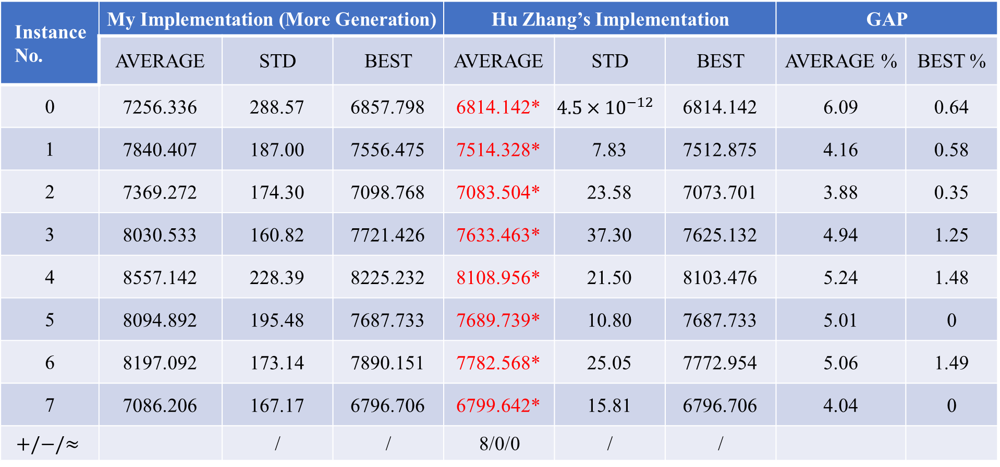 Instance No. My Implementation (More Generation) Hu Zhang’s Implementation GAP
AVERAGE STD BEST AVERAGE STD BEST AVERAGE % BEST %
0 7256.336 288.57 6857.798 6814.142* 4.5 × 10⁻¹² 6814.142 6.09 0.64
1 7840.407 187.00 7556.475 7514.328* 7.83 7512.875 4.16 0.58
2 7369.272 174.30 7098.768 7083.504* 23.58 7073.701 3.88 0.35
3 8030.533 160.82 7721.426 7633.463* 37.30 7625.132 4.94 1.25
4 8557.142 228.39 8225.232 8108.956* 21.50 8103.476 5.24 1.48
5 8094.892 195.48 7687.733 7689.739* 10.80 7687.733 5.01 0
6 8197.092 173.14 7890.151 7782.568* 25.05 7772.954 5.06 1.49
7 7086.206 167.17 6796.706 6799.642* 15.81 6796.706 4.04 0
+/−/≈ / / 8/0/0 / /